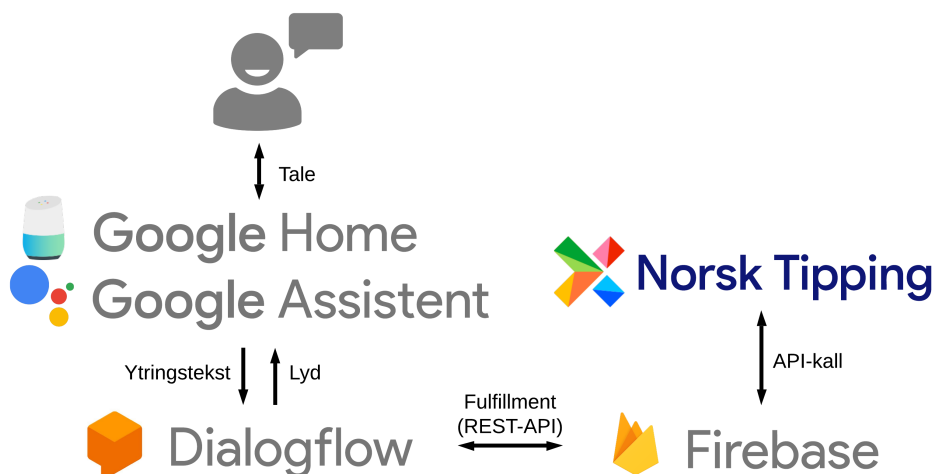 Tale
Google Home
Google Assistent
Norsk Tipping
Ytringstekst
Lyd
API-kall
Fulfillment
(REST-API)
Dialogflow
Firebase